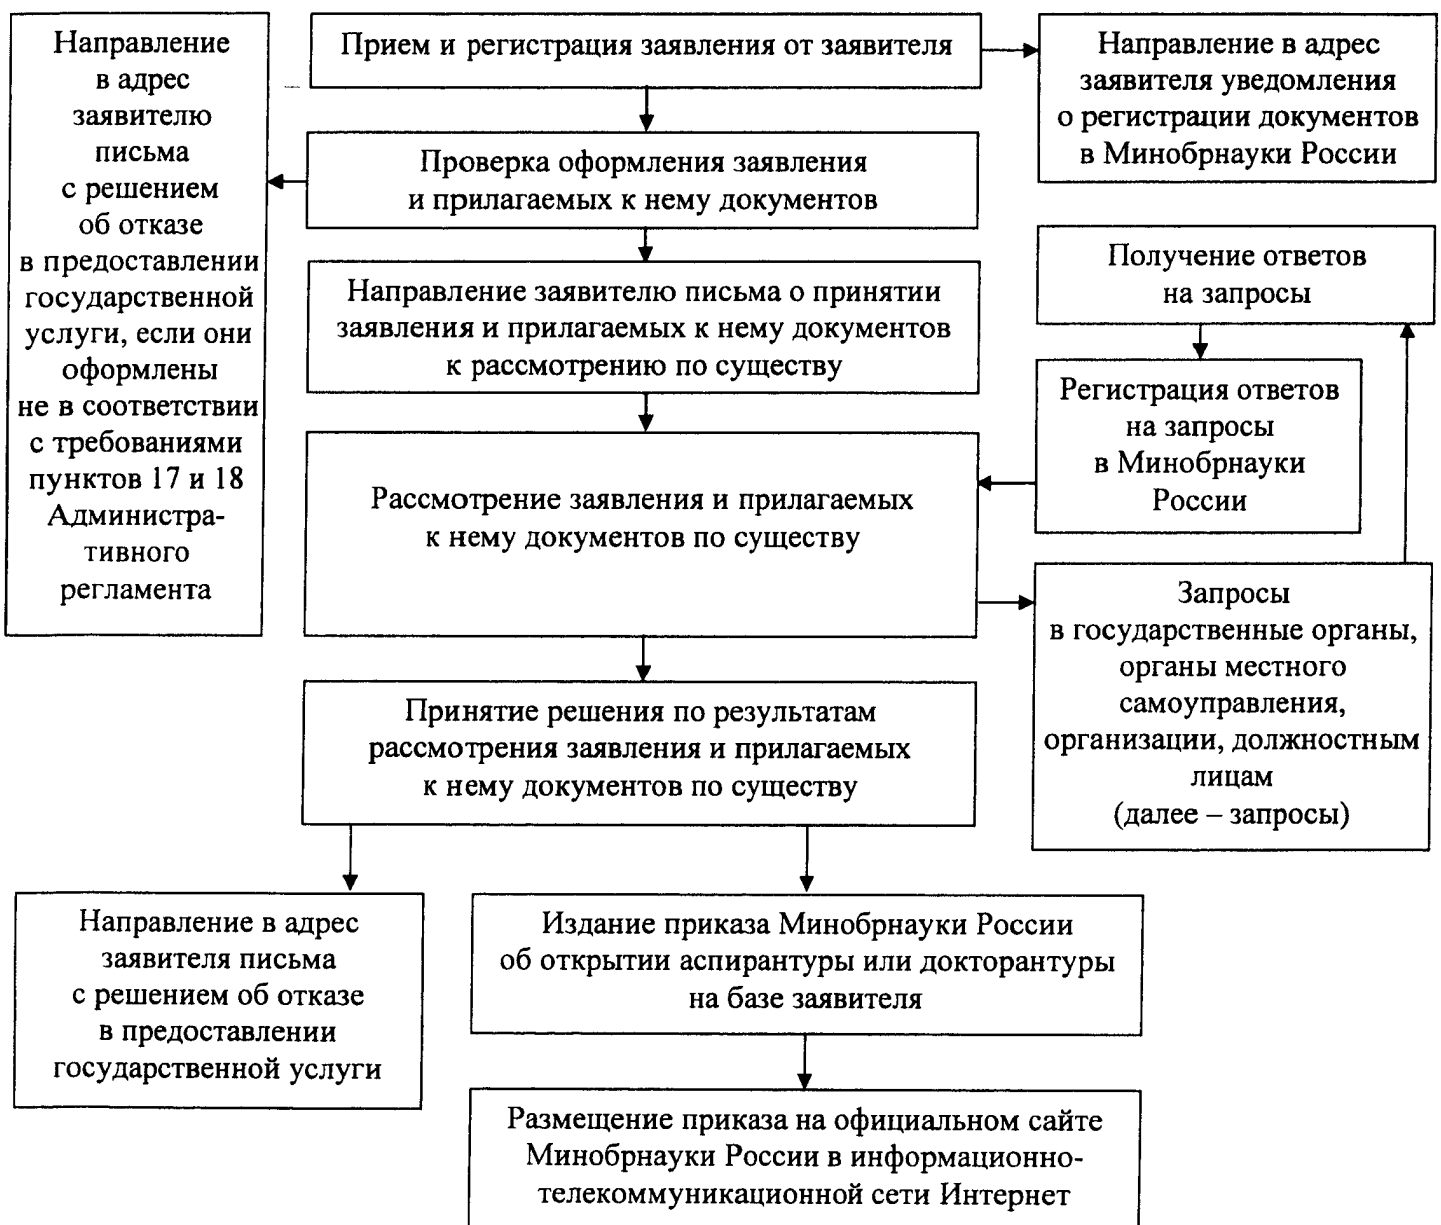 Направление
в адрес
заявителю
письма
с решением
об отказе
в предоставлении
государственной
услуги, если они
оформлены
не в соответствии
с требованиями
пунктов 17 и 18
Администра-
тивного
регламента
Прием и регистрация заявления от заявителя
Направление в адрес
заявителя уведомления
о регистрации документов
в Минобрнауки России
Проверка оформления заявления
и прилагаемых к нему документов
Направление заявителю письма о принятии
заявления и прилагаемых к нему документов
к рассмотрению по существу
Получение ответов
на запросы
Регистрация ответов
на запросы
в Минобрнауки
России
Рассмотрение заявления и прилагаемых
к нему документов по существу
Запросы
в государственные органы,
органы местного
самоуправления,
организации, должностным
лицам
(далее – запросы)
Принятие решения по результатам
рассмотрения заявления и прилагаемых
к нему документов по существу
Направление в адрес
заявителя письма
с решением об отказе
в предоставлении
государственной услуги
Издание приказа Минобрнауки России
об открытии аспирантуры или докторантуры
на базе заявителя
Размещение приказа на официальном сайте
Минобрнауки России в информационно-
телекоммуникационной сети Интернет